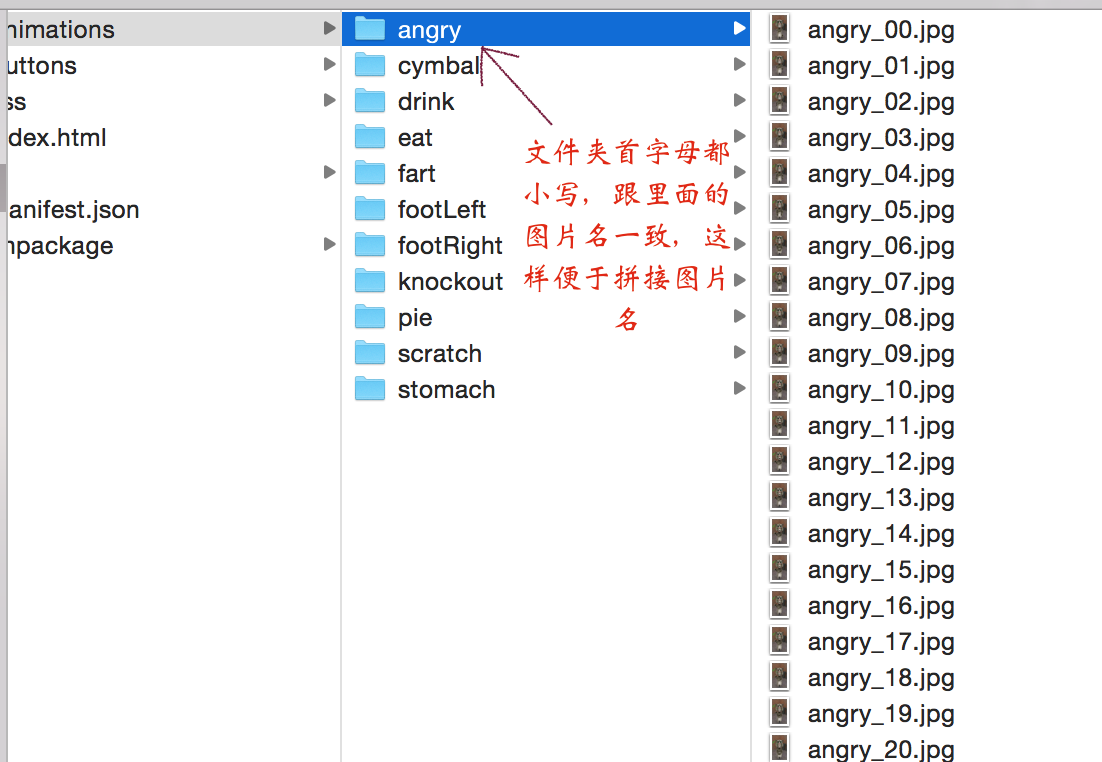 nimations
uttons
ss
dex.html
anifest.json
npackage
angry
cymbal
drink
eat
fart
footLeft
footRight
knockout
pie
scratch
stomach
文件夹首字母都
小写，跟里面的
图片名一致，这
样便于拼接图片
名
angry_00.jpg
angry_01.jpg
angry_02.jpg
angry_03.jpg
angry_04.jpg
angry_05.jpg
angry_06.jpg
angry_07.jpg
angry_08.jpg
angry_09.jpg
angry_10.jpg
angry_11.jpg
angry_12.jpg
angry_13.jpg
angry_14.jpg
angry_15.jpg
angry_16.jpg
angry_17.jpg
angry_18.jpg
angry_19.jpg
angry_20.jpg